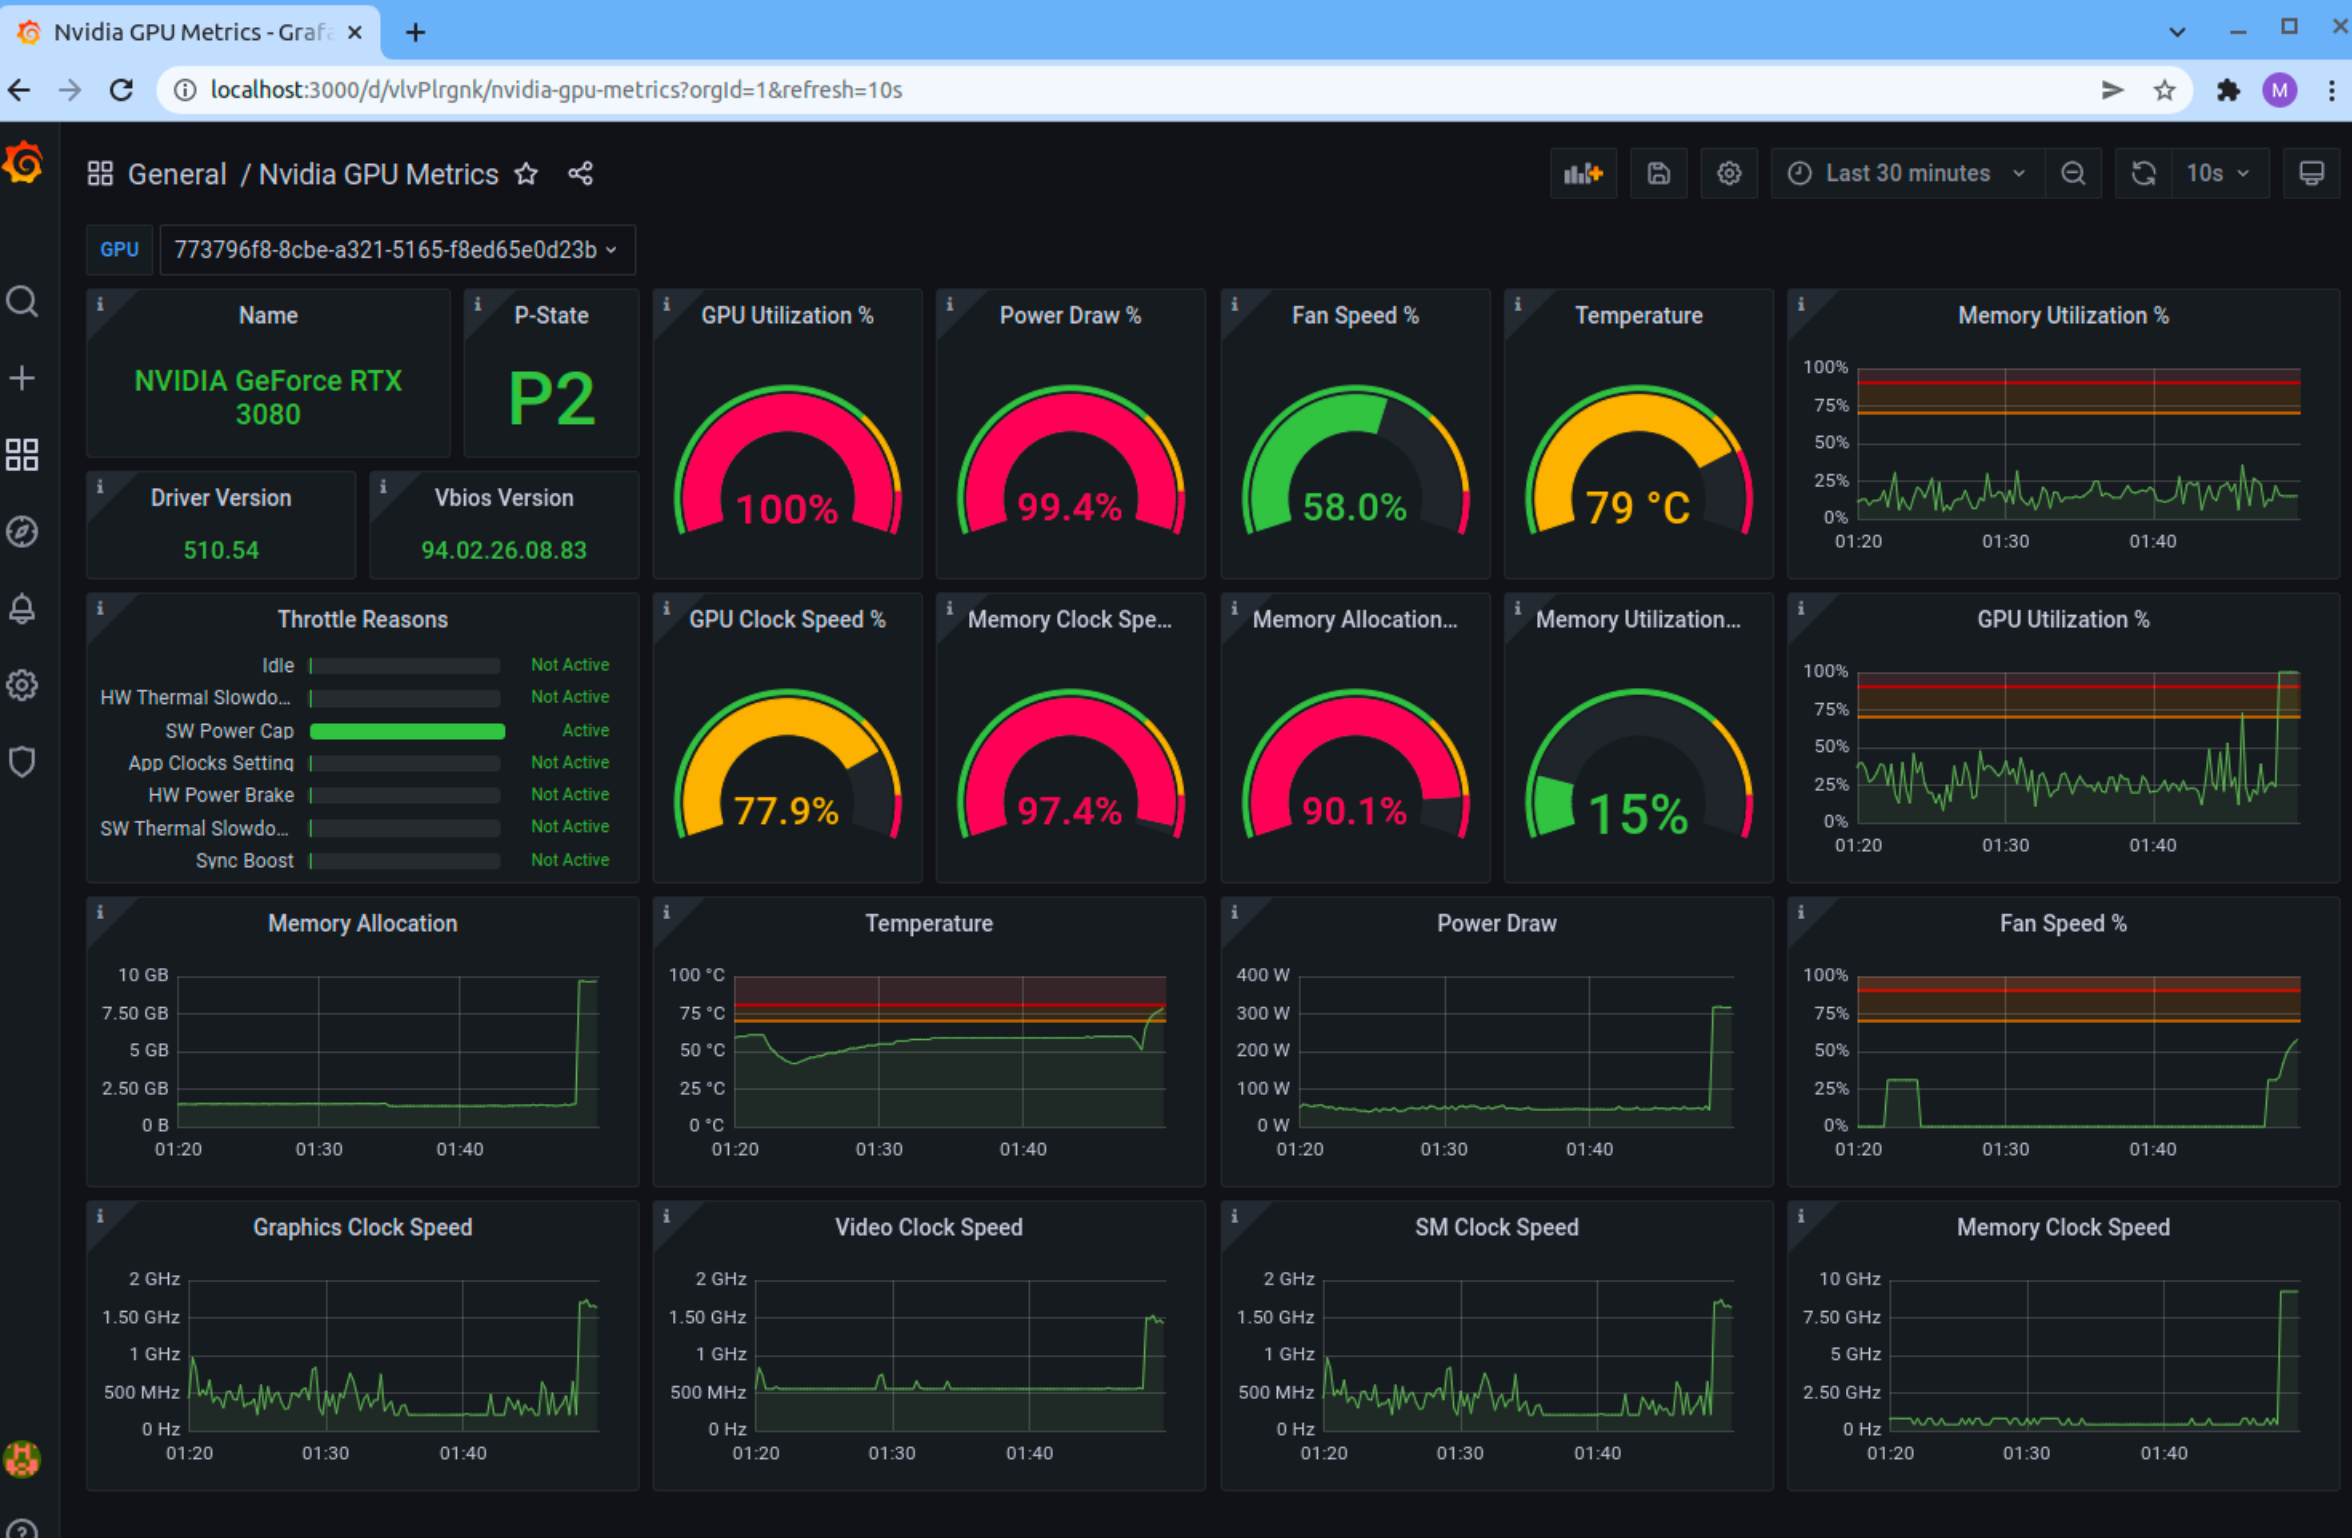 Nvidia GPU Metrics - Grafa
localhost:3000/d/vlvPlrgnk/nvidia-gpu-metrics?orgId=1&refresh=10s
M
General / Nvidia GPU Metrics
Last 30 minutes
10s
GPU
773796f8-8cbe-a321-5165-f8ed65e0d23b
Name
NVIDIA GeForce RTX
3080
P-State
P2
GPU Utilization %
100%
Power Draw %
99.4%
Fan Speed %
58.0%
Temperature
79 °C
Memory Utilization %
100%
75%
50%
25%
0%
01:20 01:30 01:40
Driver Version
510.54
Vbios Version
94.02.26.08.83
Throttle Reasons
Idle Not Active
HW Thermal Slowdo... Not Active
SW Power Cap Active
App Clocks Setting Not Active
HW Power Brake Not Active
SW Thermal Slowdo... Not Active
Sync Boost Not Active
GPU Clock Speed %
77.9%
Memory Clock Spe...
97.4%
Memory Allocation...
90.1%
Memory Utilization...
15%
GPU Utilization %
100%
75%
50%
25%
0%
01:20 01:30 01:40
Memory Allocation
10 GB
7.50 GB
5 GB
2.50 GB
0 B
01:20 01:30 01:40
Temperature
100 °C
75 °C
50 °C
25 °C
0 °C
01:20 01:30 01:40
Power Draw
400 W
300 W
200 W
100 W
0 W
01:20 01:30 01:40
Fan Speed %
100%
75%
50%
25%
0%
01:20 01:30 01:40
Graphics Clock Speed
2 GHz
1.50 GHz
1 GHz
500 MHz
0 Hz
01:20 01:30 01:40
Video Clock Speed
2 GHz
1.50 GHz
1 GHz
500 MHz
0 Hz
01:20 01:30 01:40
SM Clock Speed
2 GHz
1.50 GHz
1 GHz
500 MHz
0 Hz
01:20 01:30 01:40
Memory Clock Speed
10 GHz
7.50 GHz
5 GHz
2.50 GHz
0 Hz
01:20 01:30 01:40